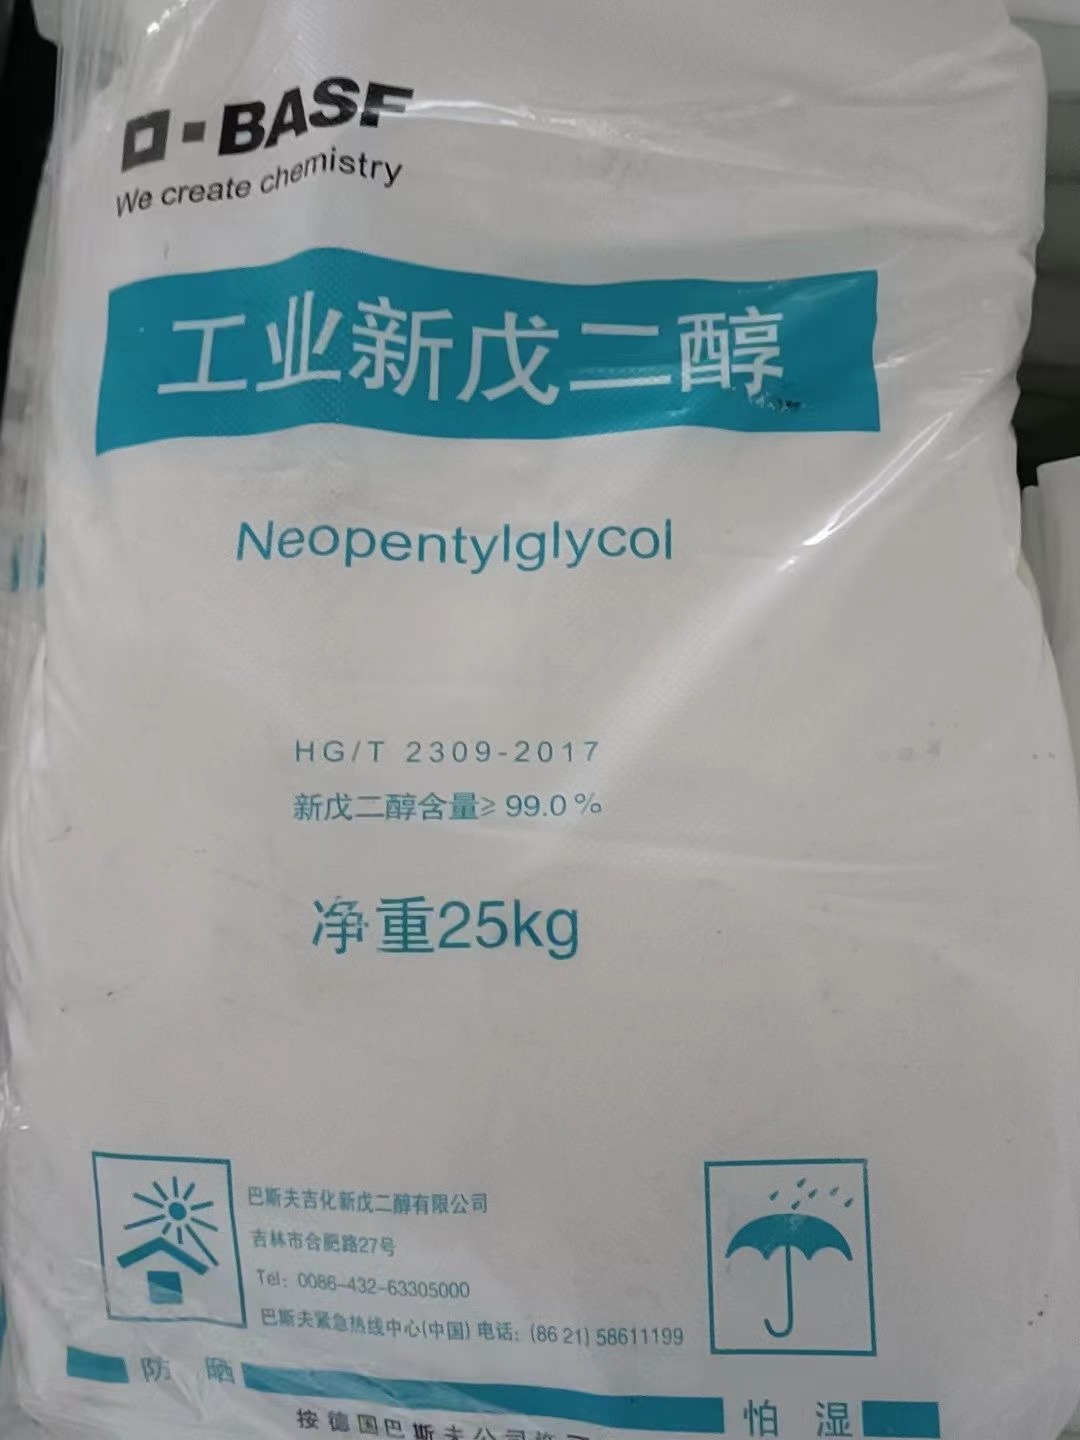 BASF
We create chemistry
工业新戊二醇
Neopentylglycol
HG/T 2309-2017
新戊二醇含量≥99.0%
净重25kg
巴斯夫吉化新戊二醇有限公司
吉林市合肥路27号
Tel: 0086-432-63305000
巴斯夫紧急热线中心(中国) 电话: (86 21) 58611199
防 晒
怕 湿
按德国巴斯夫公司许可